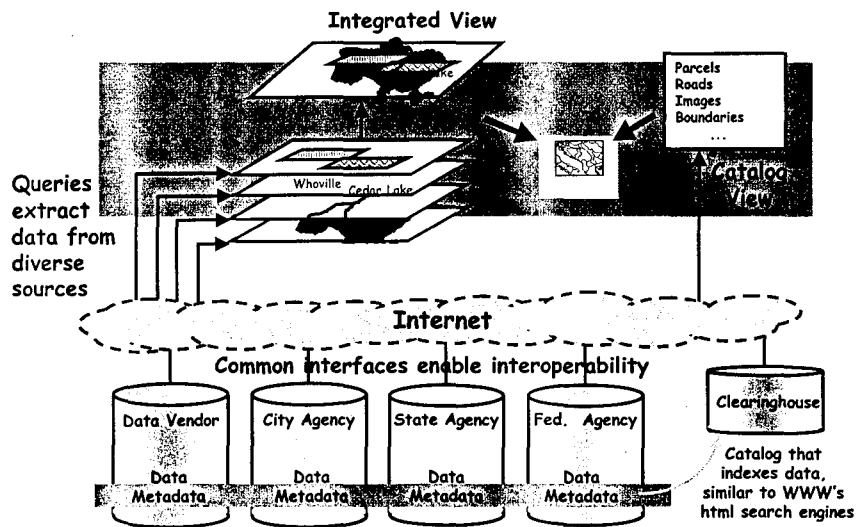 Integrated View
Parcels
Roads
Images
Boundaries
...
Catalog
View
Whoville
Cedar Lake
Queries
extract
data from
diverse
sources
Internet
Common interfaces enable interoperability
Data Vendor
City Agency
State Agency
Fed. Agency
Clearinghouse
Data
Metadata
Data
Metadata
Data
Metadata
Data
Metadata
Catalog that
indexes data,
similar to WWW's
html search engines